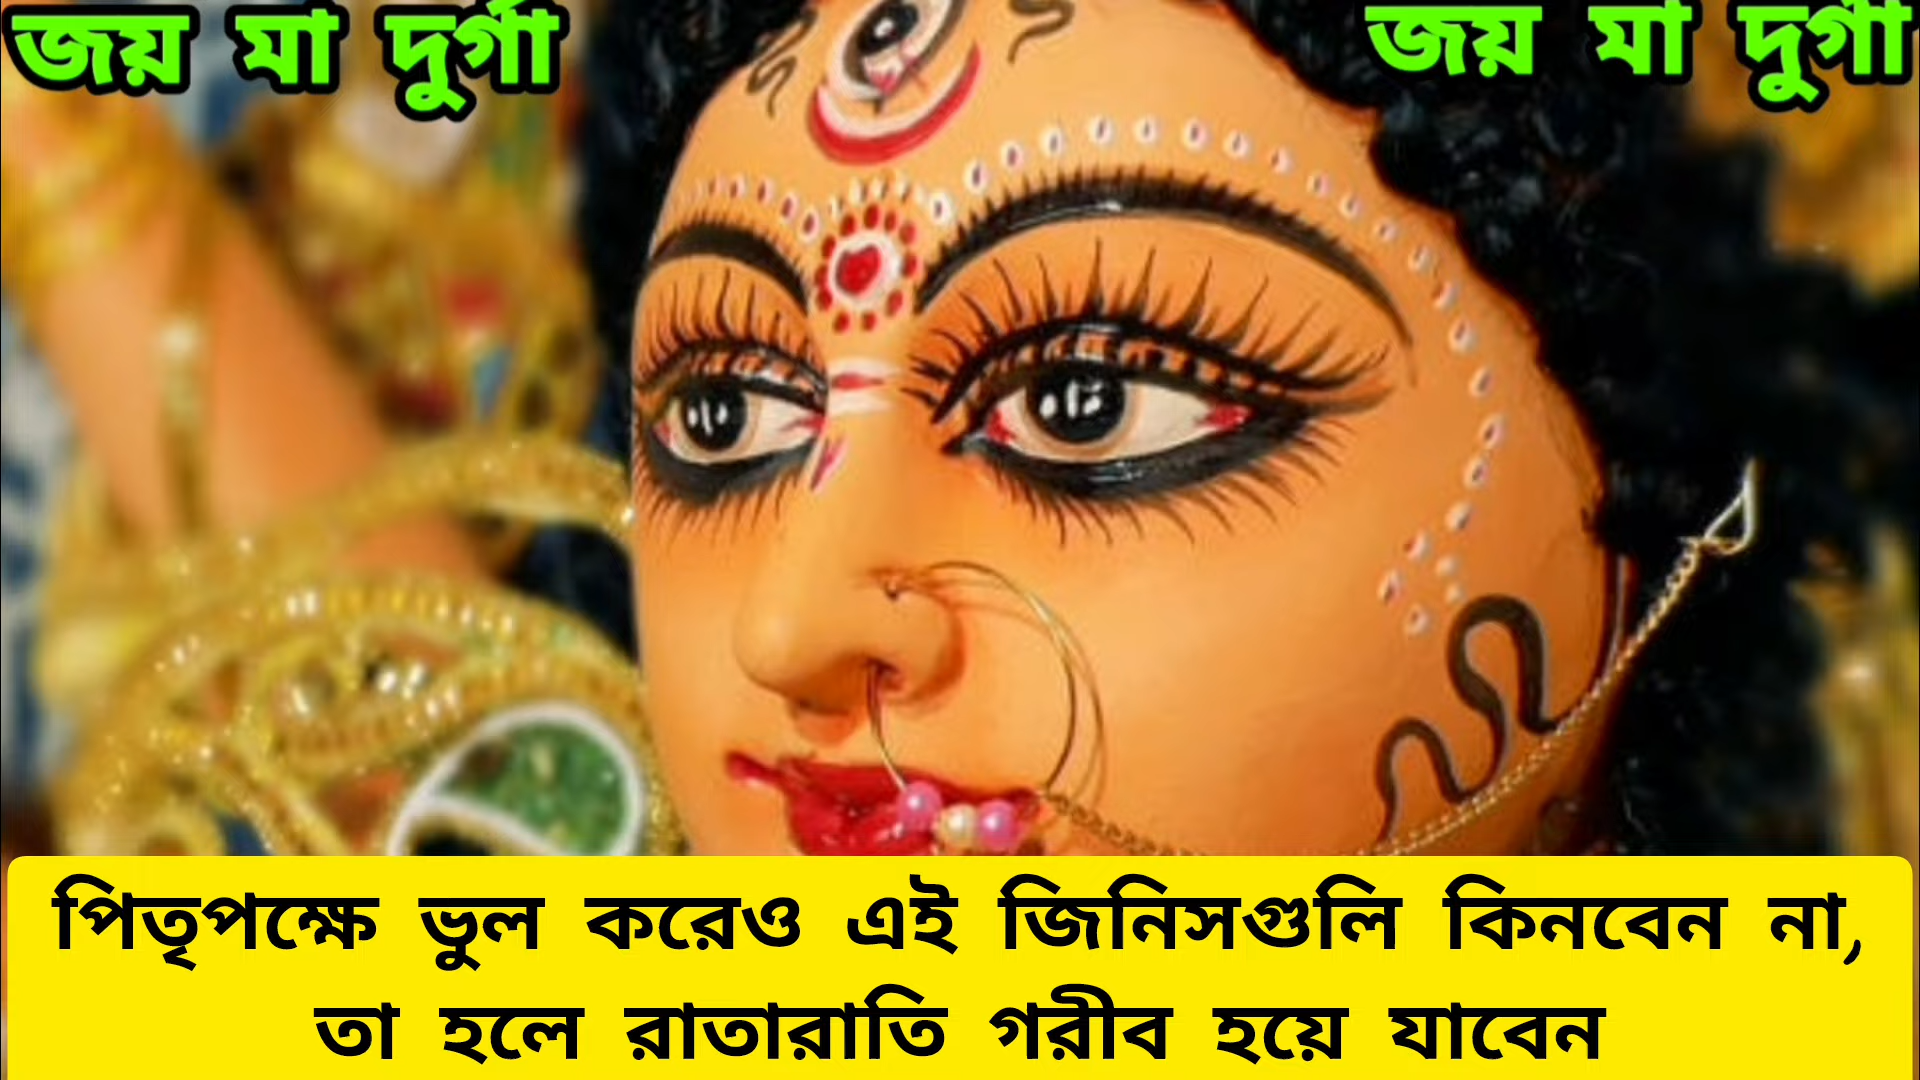 জয় মা দুর্গা
জয় মা দুর্গা
পিতৃপক্ষে ভুল করেও এই জিনিসগুলি কিনবেন না,
তা হলে রাতারাতি গরীব হয়ে যাবেন